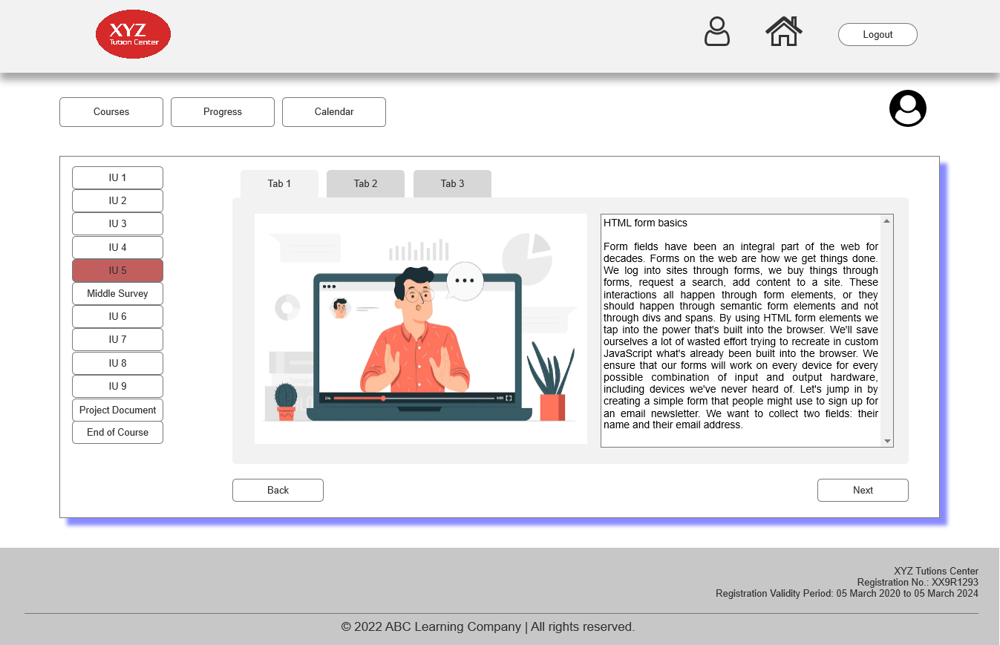 XYZ
Tution Center
Logout
Courses
Progress
Calendar
IU 1
IU 2
IU 3
IU 4
IU 5
Middle Survey
IU 6
IU 7
IU 8
IU 9
Project Document
End of Course
Tab 1
Tab 2
Tab 3
HTML form basics
Form fields have been an integral part of the web for
decades. Forms on the web are how we get things done.
We log into sites through forms, we buy things through
forms, request a search, add content to a site. These
interactions all happen through form elements, or they
should happen through semantic form elements and not
through divs and spans. By using HTML form elements we
tap into the power that's built into the browser. We'll save
ourselves a lot of wasted effort trying to recreate in custom
JavaScript what's already been built into the browser. We
ensure that our forms will work on every device for every
possible combination of input and output hardware,
including devices we've never heard of. Let's jump in by
creating a simple form that people might use to sign up for
an email newsletter. We want to collect two fields: their
name and their email address.
Back
Next
XYZ Tutions Center
Registration No.: XX9R1293
Registration Validity Period: 05 March 2020 to 05 March 2024
© 2022 ABC Learning Company | All rights reserved.